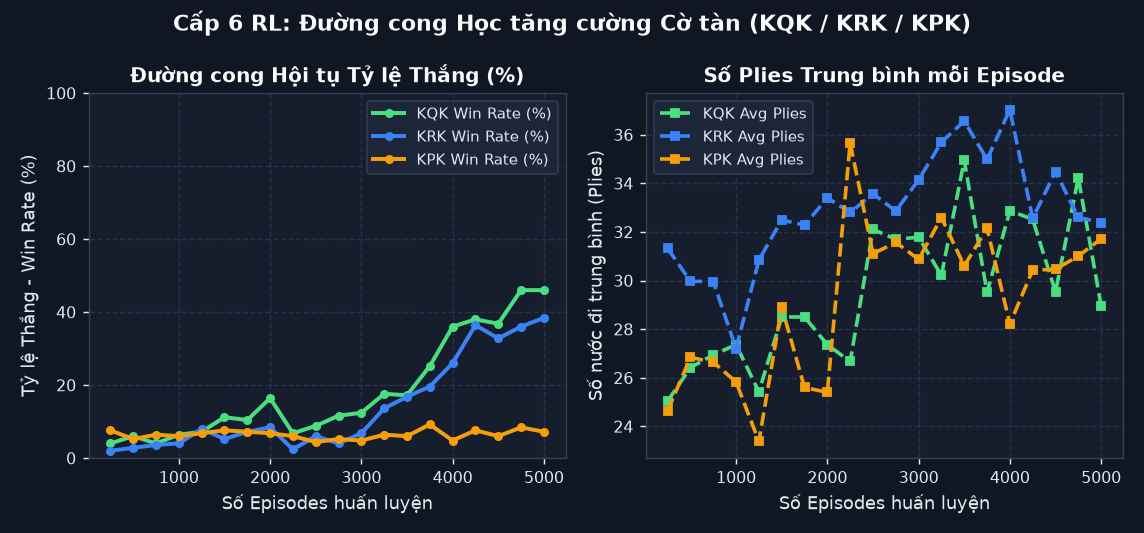 Cấp 6 RL: Đường cong Học tăng cường Cờ tàn (KQK / KRK / KPK)
Đường cong Hội tụ Tỷ lệ Thắng (%)
Tỷ lệ Thắng - Win Rate (%)
100
80
60
40
20
0
KQK Win Rate (%)
KRK Win Rate (%)
KPK Win Rate (%)
1000
2000
3000
4000
5000
Số Episodes huấn luyện
Số Plies Trung bình mỗi Episode
Số nước đi trung bình (Plies)
36
34
32
30
28
26
24
KQK Avg Plies
KRK Avg Plies
KPK Avg Plies
1000
2000
3000
4000
5000
Số Episodes huấn luyện